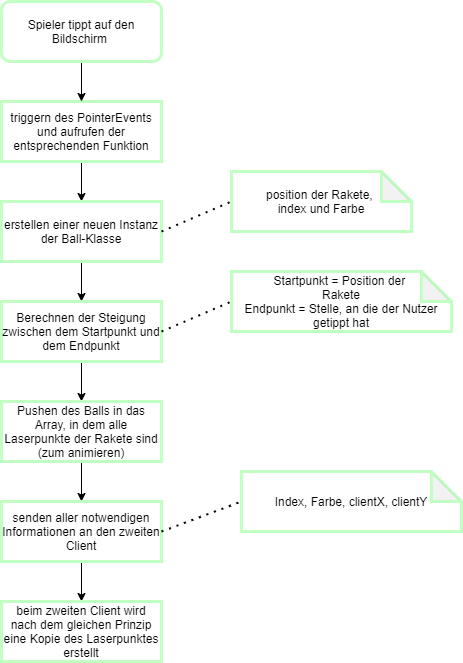 Spieler tippt auf den
Bildschirm
triggern des PointerEvents
und aufrufen der
entsprechenden Funktion
erstellen einer neuen Instanz
der Ball-Klasse
position der Rakete,
index und Farbe
Berechnen der Steigung
zwischen dem Startpunkt und
dem Endpunkt
Startpunkt = Position der
Rakete
Endpunkt = Stelle, an die der Nutzer
getippt hat
Pushen des Balls in das
Array, in dem alle
Laserpunkte der Rakete sind
(zum animieren)
senden aller notwendigen
Informationen an den zweiten
Client
Index, Farbe, clientX, clientY
beim zweiten Client wird
nach dem gleichen Prinzip
eine Kopie des Laserpunktes
erstellt